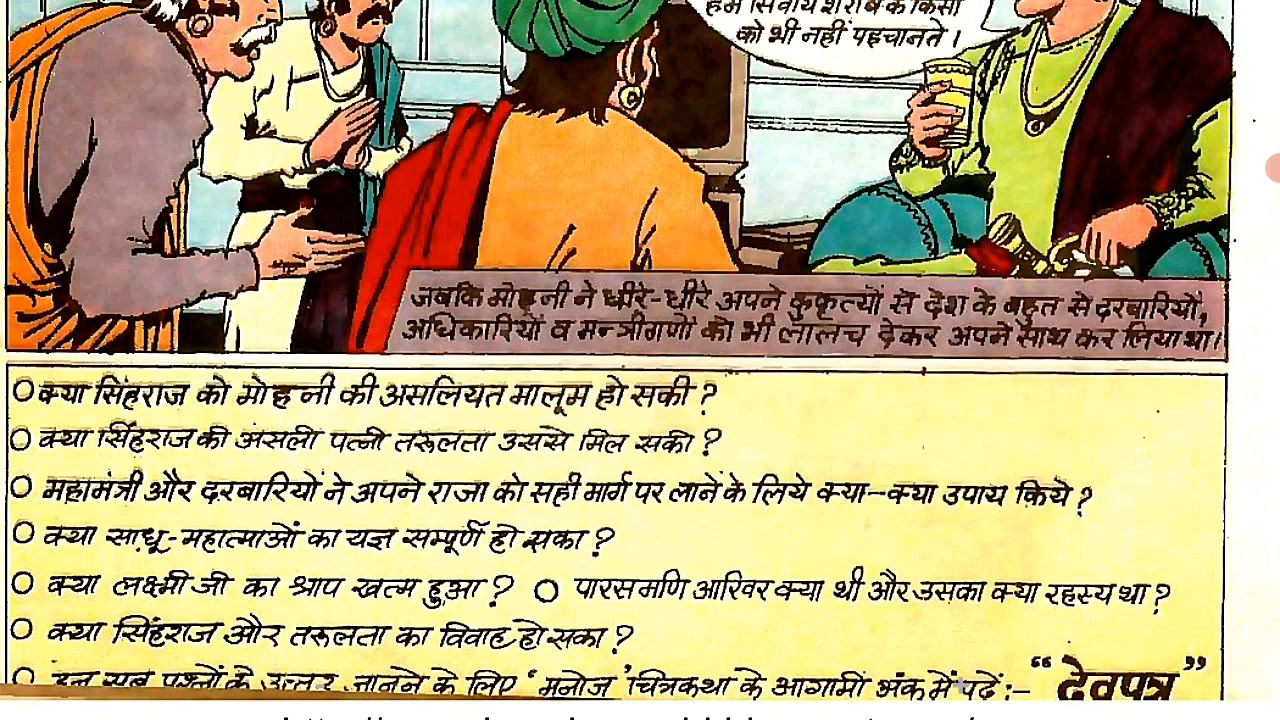 हम सिवाय शराब के किसी
को भी नहीं पहचानते।
जबकि मोहनी ने धीरे-धीरे अपने कुकृत्यों से देश के बहुत से दरबारियों,
अधिकारियों व मन्त्रीगणों को भी लालच देकर अपने साथ कर लिया था।
○ क्या सिंहराज को मोहनी की असलियत मालूम हो सकी ?
○ क्या सिंहराज की असली पत्नी तरूलता उससे मिल सकी ?
○ महामंत्री और दरबारियों ने अपने राजा को सही मार्ग पर लानें के लिये क्या-क्या उपाय किये ?
○ क्या साधू-महात्माओं का यज्ञ सम्पूर्ण हो सका ?
○ क्या लक्ष्मी जी का श्राप खत्म हुआ ? ○ पारसमणि आखिर क्या थी और उसका क्या रहस्य था ?
○ क्या सिंहराज और तरूलता का विवाह हो सका ?
○ इन सब प्रश्नों के उत्तर जानने के लिए 'मनोज' चित्रकथा के आगामी अंक में पढें :– “देवपुत्र”